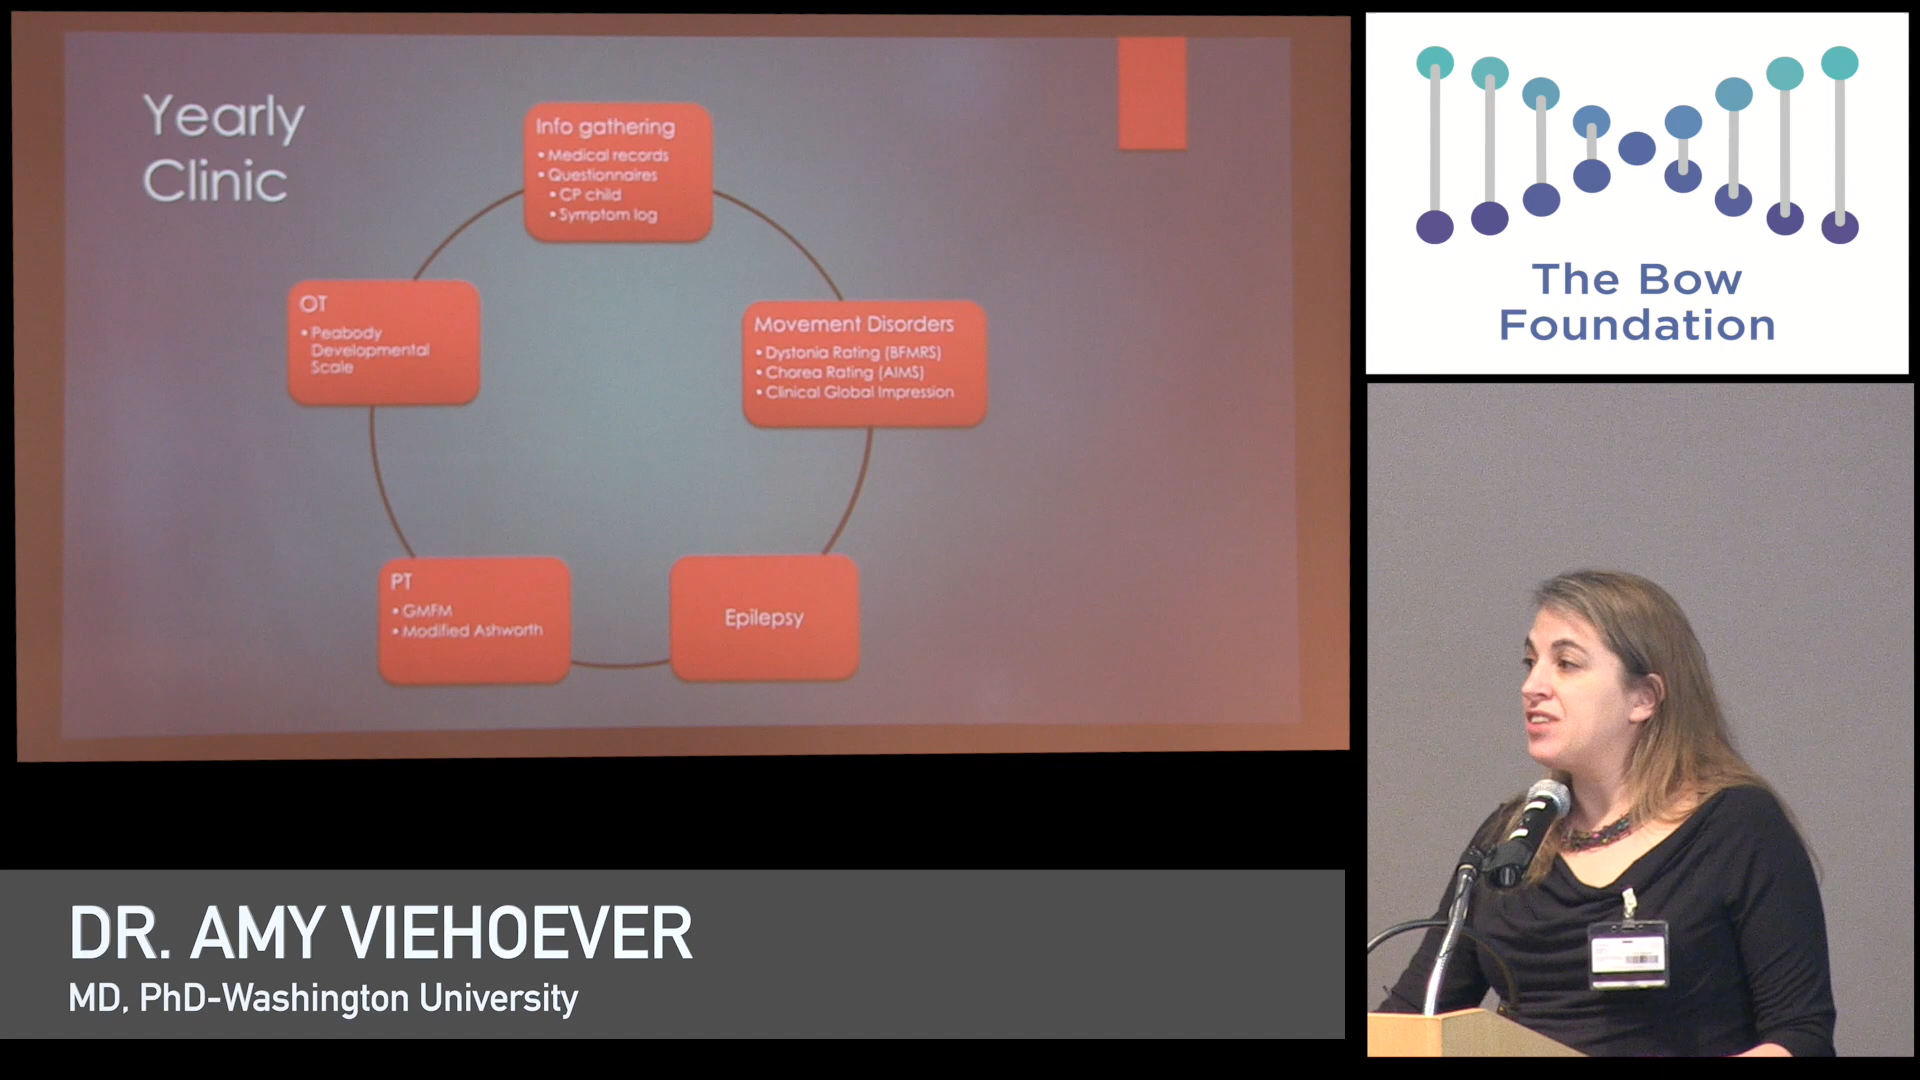 Yearly
Clinic
Info gathering
• Medical records
• Questionnaires
• CP child
• Symptom log
OT
• Peabody
Developmental
Scale
Movement Disorders
• Dystonia Rating (BFMRS)
• Chorea Rating (AIMS)
• Clinical Global Impression
PT
• GMFM
• Modified Ashworth
Epilepsy
The Bow
Foundation
DR. AMY VIEHOEVER
MD, PhD-Washington University